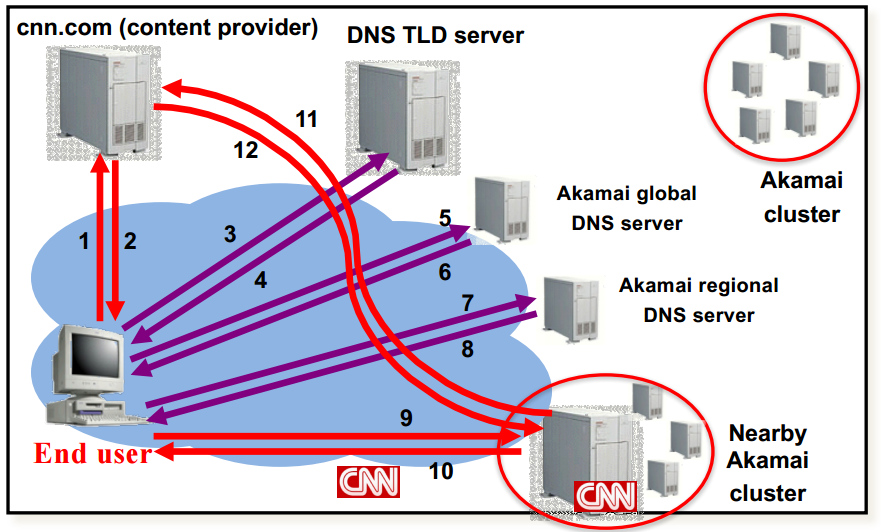 cnn.com (content provider)
DNS TLD server
11
12
Akamai
cluster
Akamai global
DNS server
1
2
3
4
5
6
Akamai regional
DNS server
7
8
9
10
End user
CNN
CNN
Nearby
Akamai
cluster